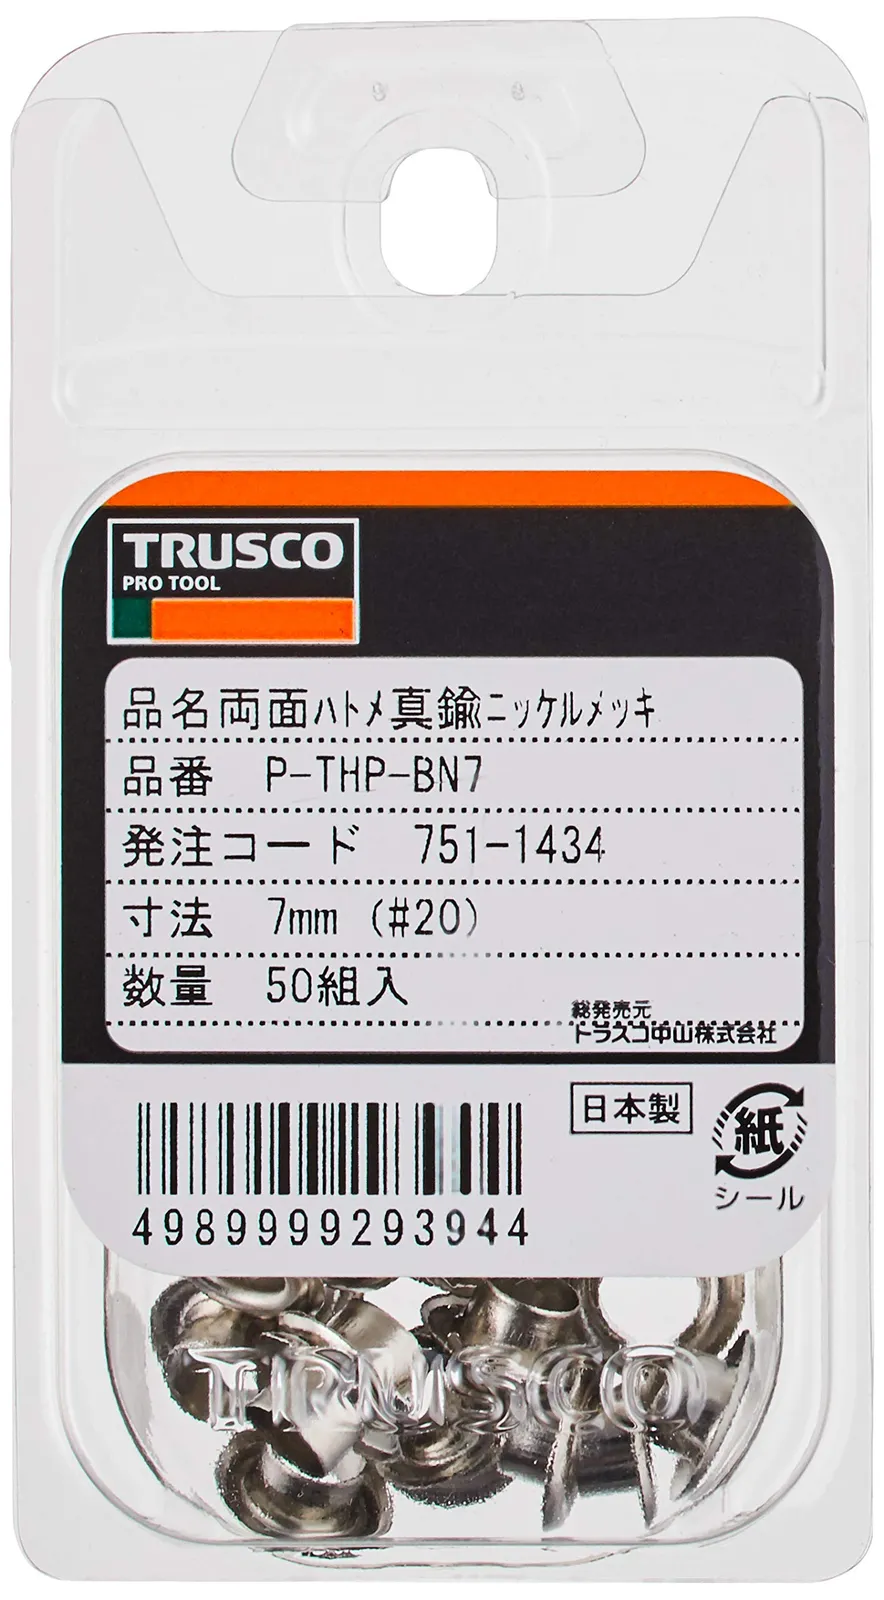 TRUSCO
PRO TOOL
品名両面ハトメ真鍮ニッケルメッキ
品番 P-THP-BN7
発注コード 751-1434
寸法 7mm (#20)
数量 50組入
総発売元
トラスコ中山株式会社
日本製
紙
シール
4989999293944
TRUSCO